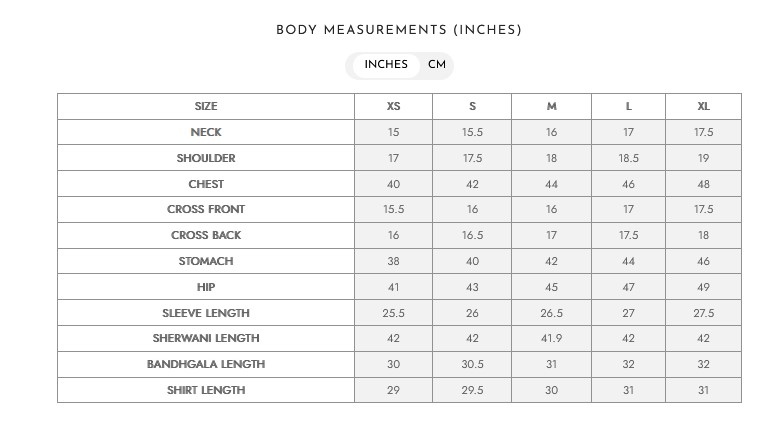 BODY MEASUREMENTS (INCHES)
INCHES CM
SIZE XS S M L XL
NECK 15 15.5 16 17 17.5
SHOULDER 17 17.5 18 18.5 19
CHEST 40 42 44 46 48
CROSS FRONT 15.5 16 16 17 17.5
CROSS BACK 16 16.5 17 17.5 18
STOMACH 38 40 42 44 46
HIP 41 43 45 47 49
SLEEVE LENGTH 25.5 26 26.5 27 27.5
SHERWANI LENGTH 42 42 41.9 42 42
BANDHGALA LENGTH 30 30.5 31 32 32
SHIRT LENGTH 29 29.5 30 31 31